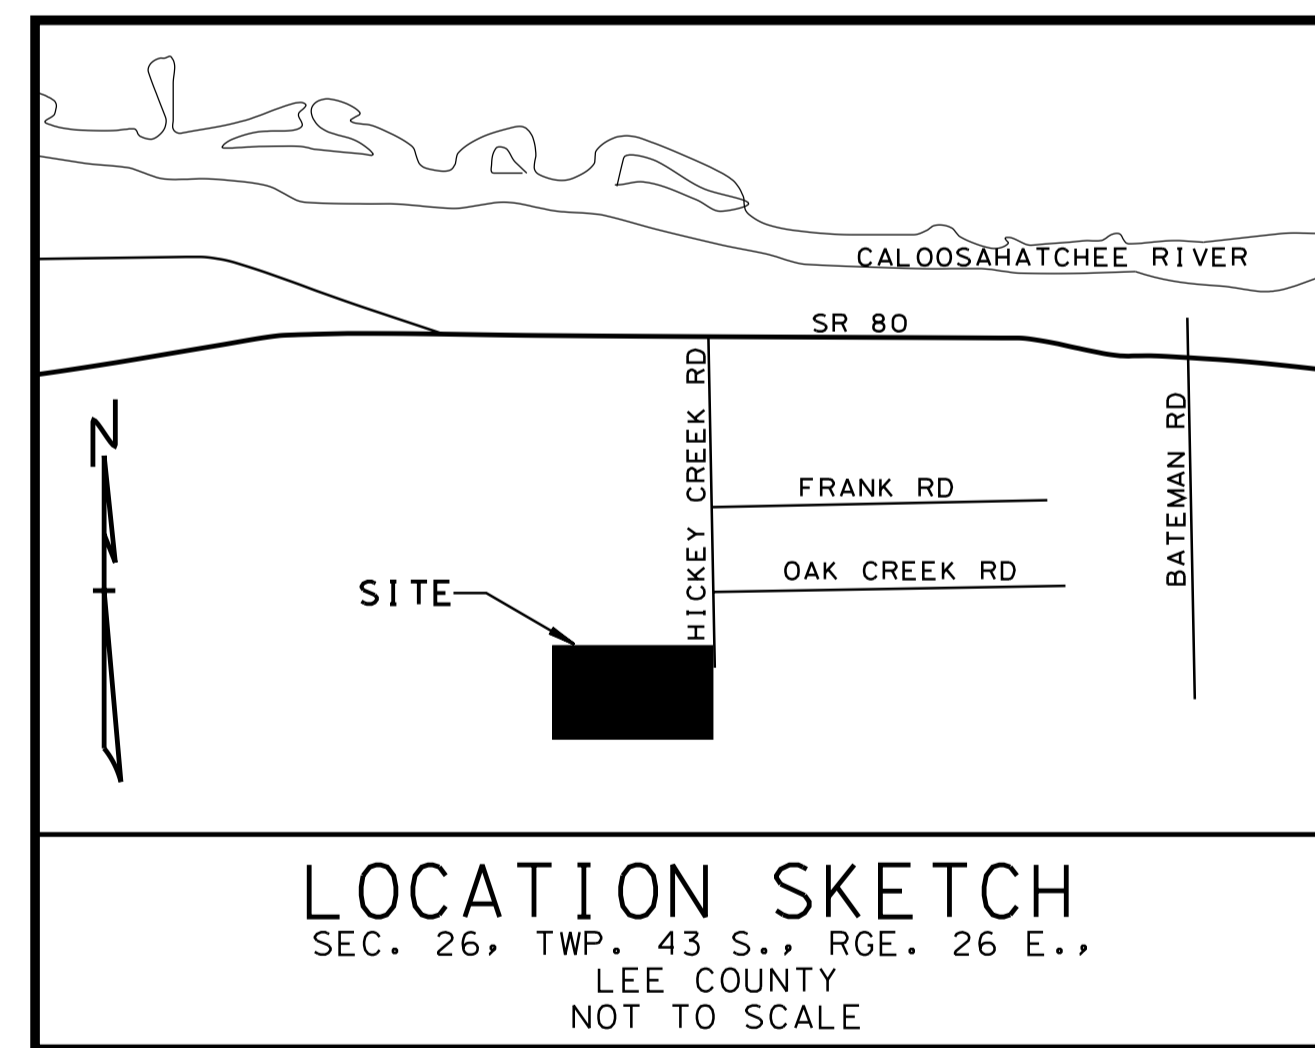 CALOOSAHATCHEE RIVER
SR 80
HICKEY CREEK RD
BATEMAN RD
N
FRANK RD
OAK CREEK RD
SITE
LOCATION SKETCH
SEC. 26, TWP. 43 S., RGE. 26 E.,
LEE COUNTY
NOT TO SCALE